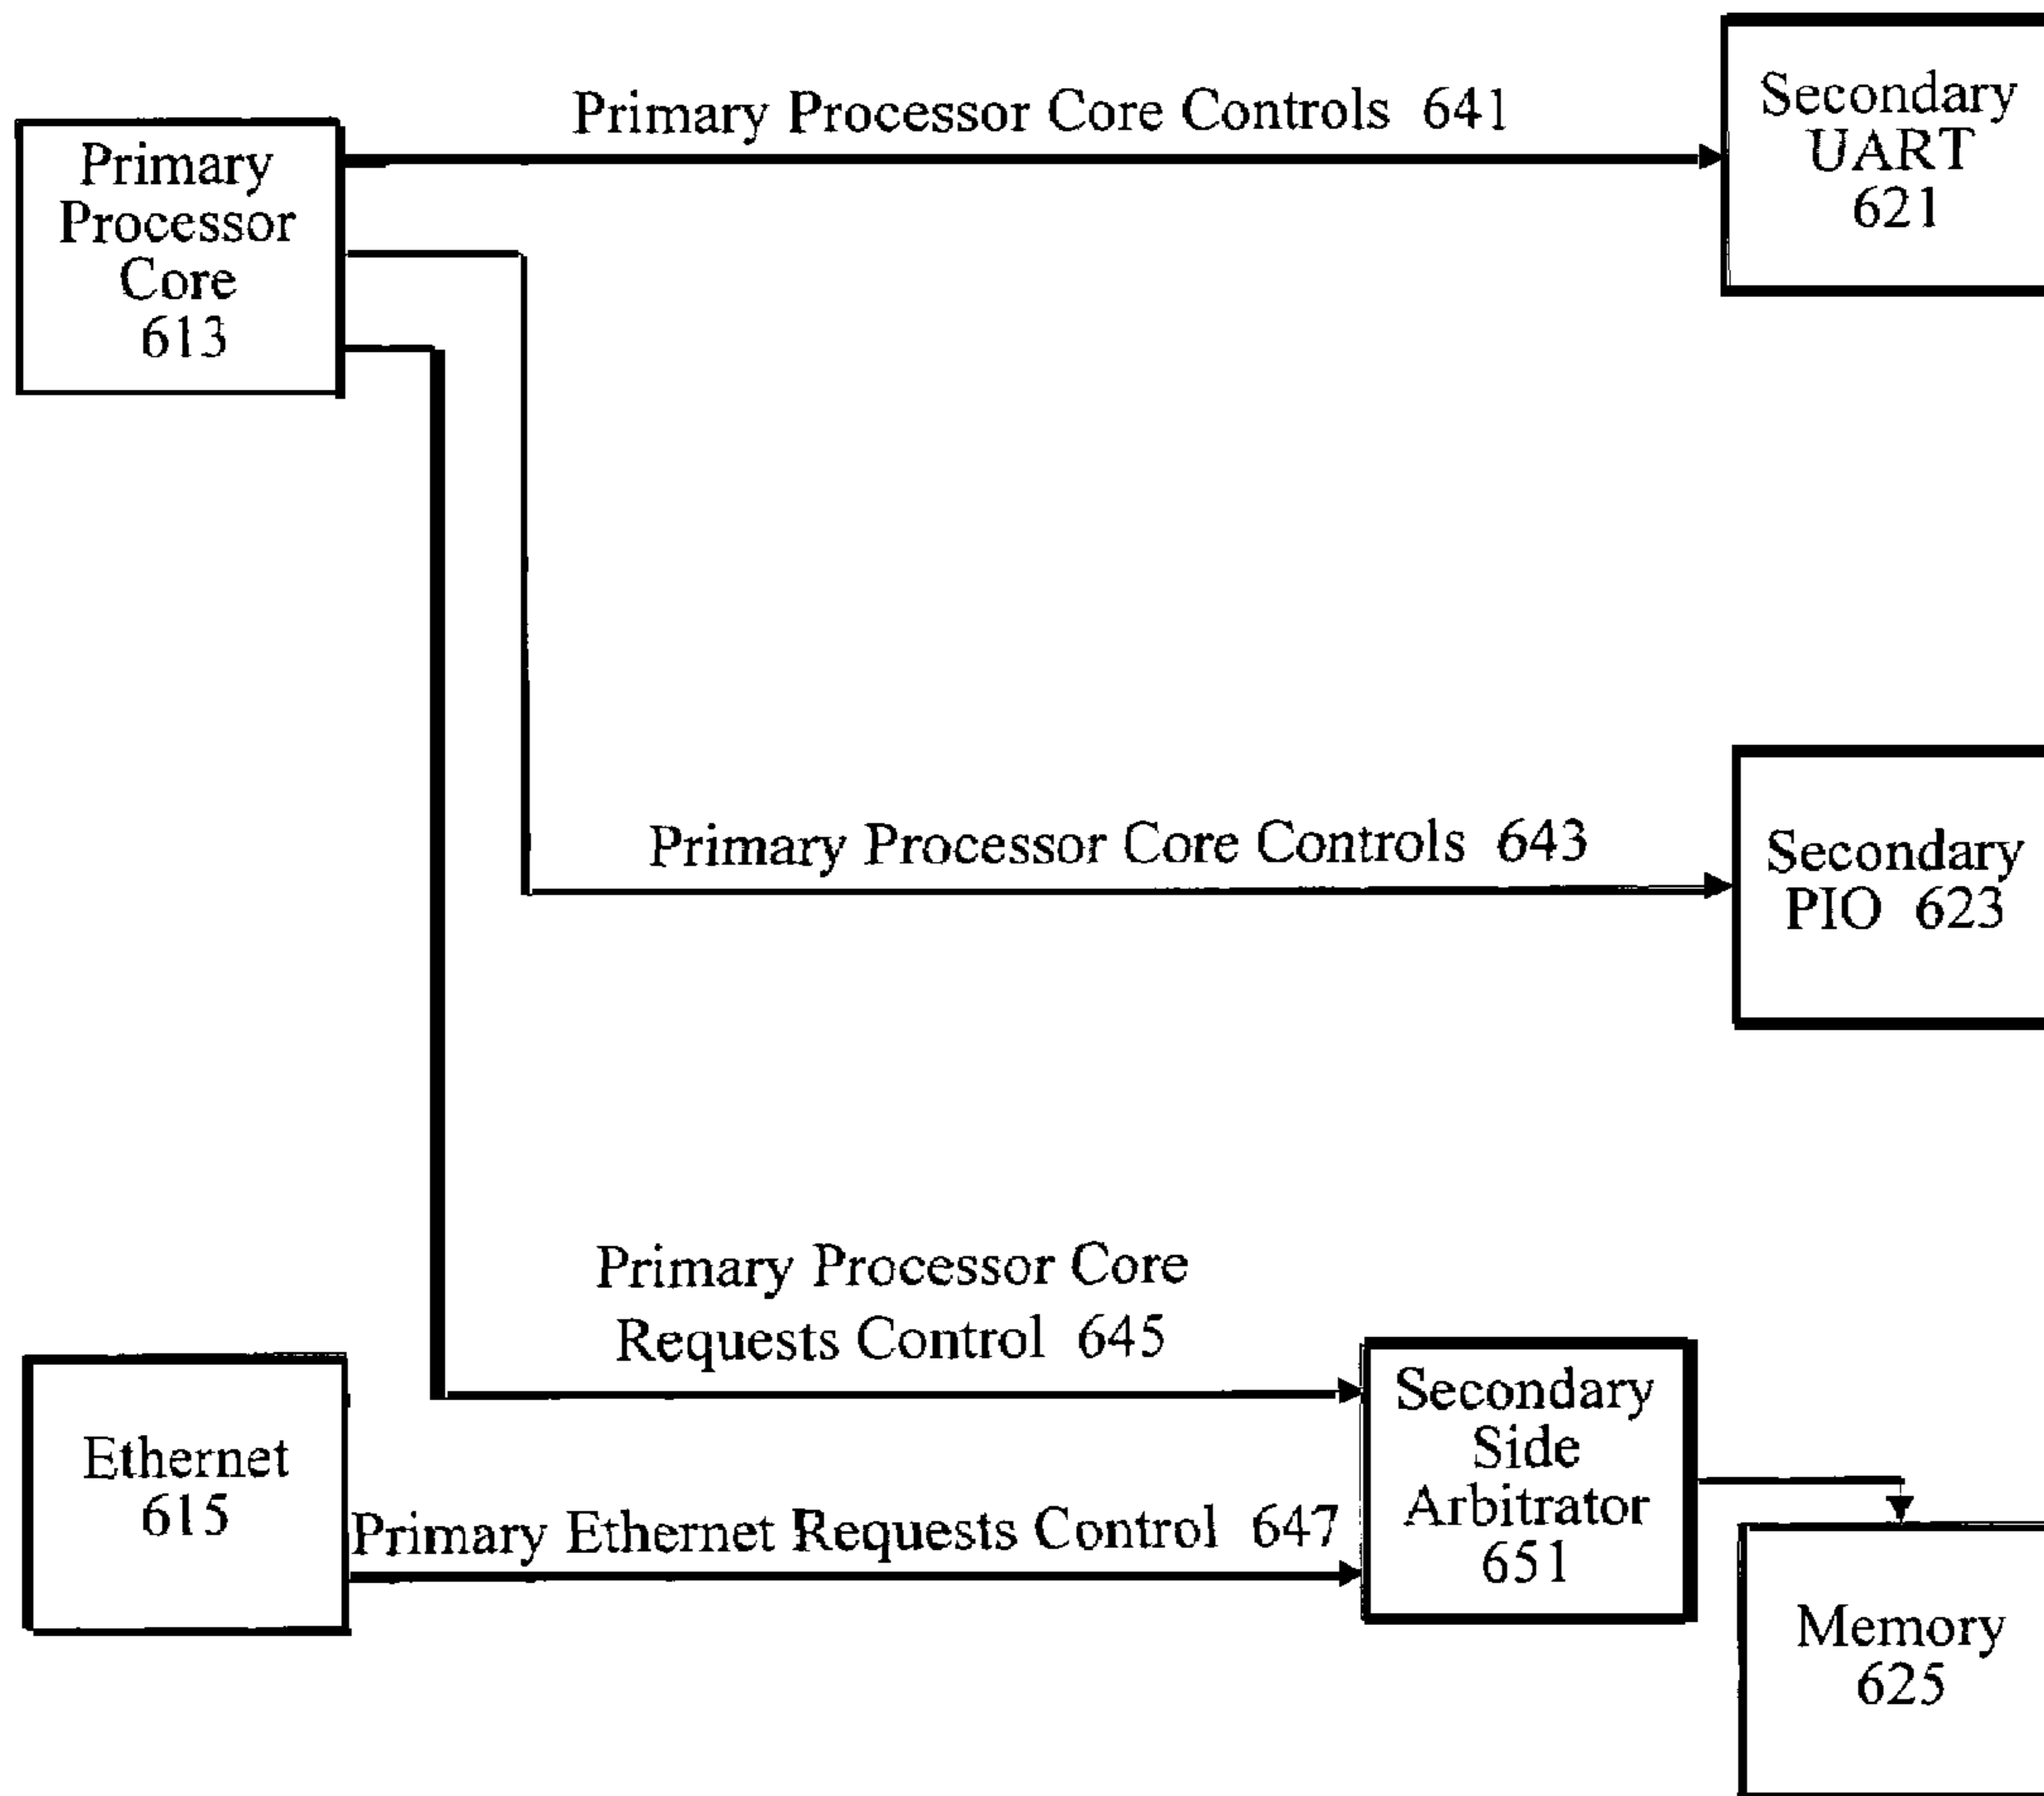 Primary Processor Core Controls 641
Secondary
UART
621
Primary
Processor
Core
613
Primary Processor Core Controls 643
Secondary
PIO 623
Primary Processor Core
Requests Control 645
Ethernet
615
Primary Ethernet Requests Control 647
Secondary
Side
Arbitrator
651
Memory
625